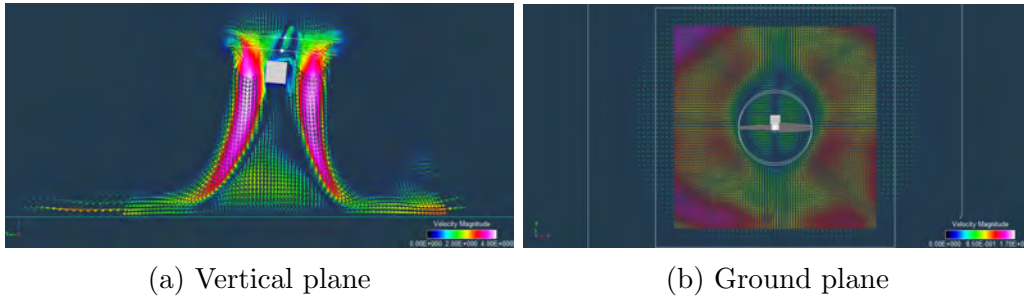 Velocity Magnitude
0.00E+000 2.00E+000 4.00E+000
Velocity Magnitude
0.00E+000 8.50E-001 1.70E+0
(a) Vertical plane
(b) Ground plane